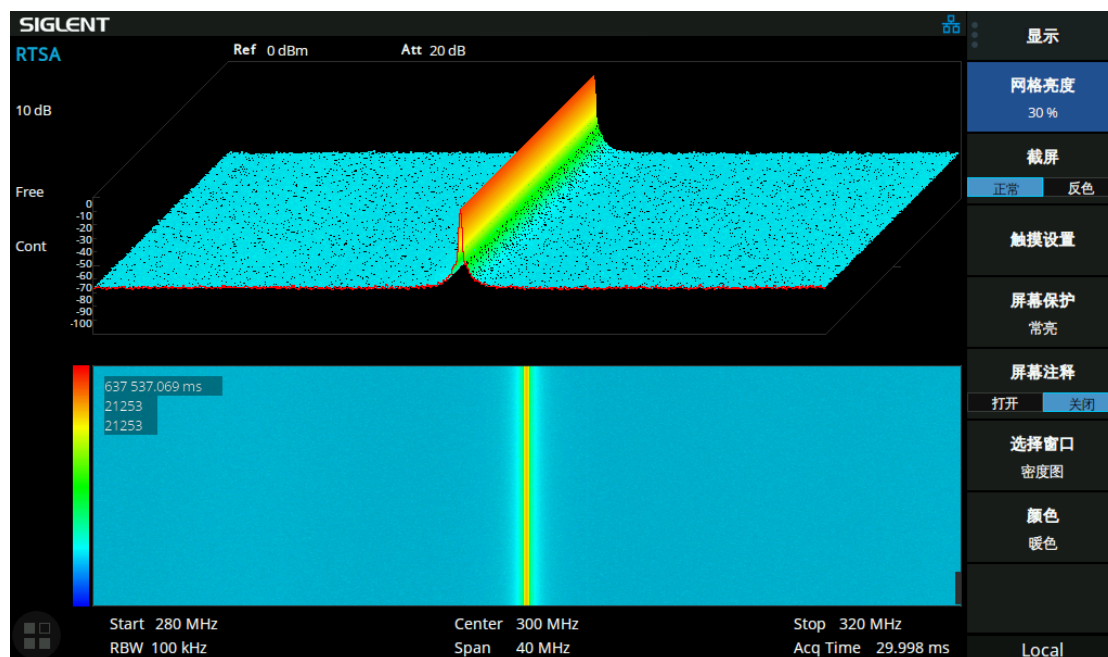 SIGLENT
RTSA
Ref 0 dBm Att 20 dB
10 dB
Free
Cont
0
-10
-20
-30
-40
-50
-60
-70
-80
-90
-100
637 537.069 ms
21253
21253
Start 280 MHz Center 300 MHz Stop 320 MHz
RBW 100 kHz Span 40 MHz Acq Time 29.998 ms
显示
网格亮度
30 %
截屏
正常 反色
触摸设置
屏幕保护
常亮
屏幕注释
打开 关闭
选择窗口
密度图
颜色
暖色
Local